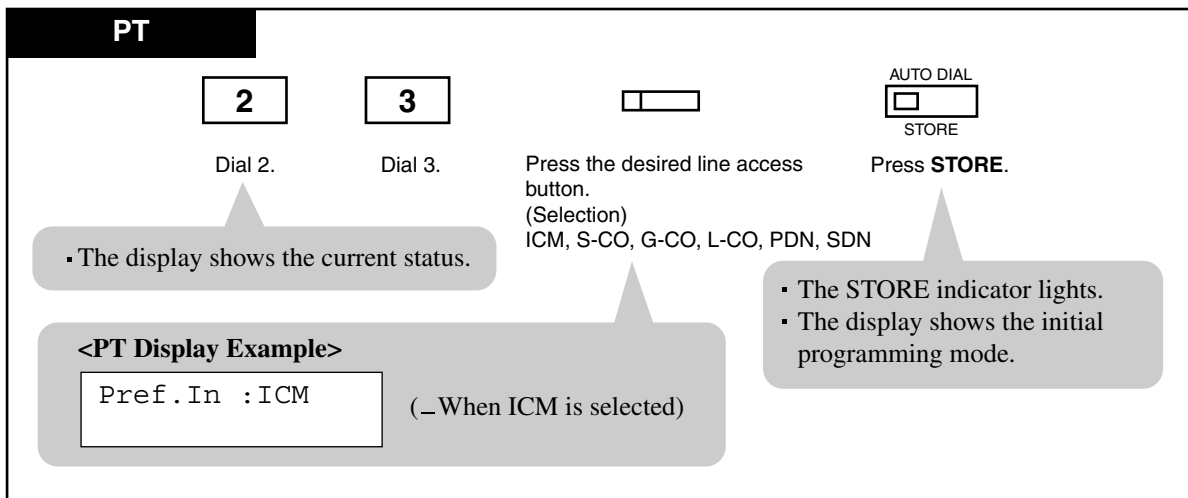 PT
2
3
AUTO DIAL
STORE
Dial 2.
Dial 3.
Press the desired line access
button.
(Selection)
ICM, S-CO, G-CO, L-CO, PDN, SDN
Press STORE.
▪ The display shows the current status.
▪ The STORE indicator lights.
▪ The display shows the initial
programming mode.
<PT Display Example>
Pref.In :ICM
( – When ICM is selected)